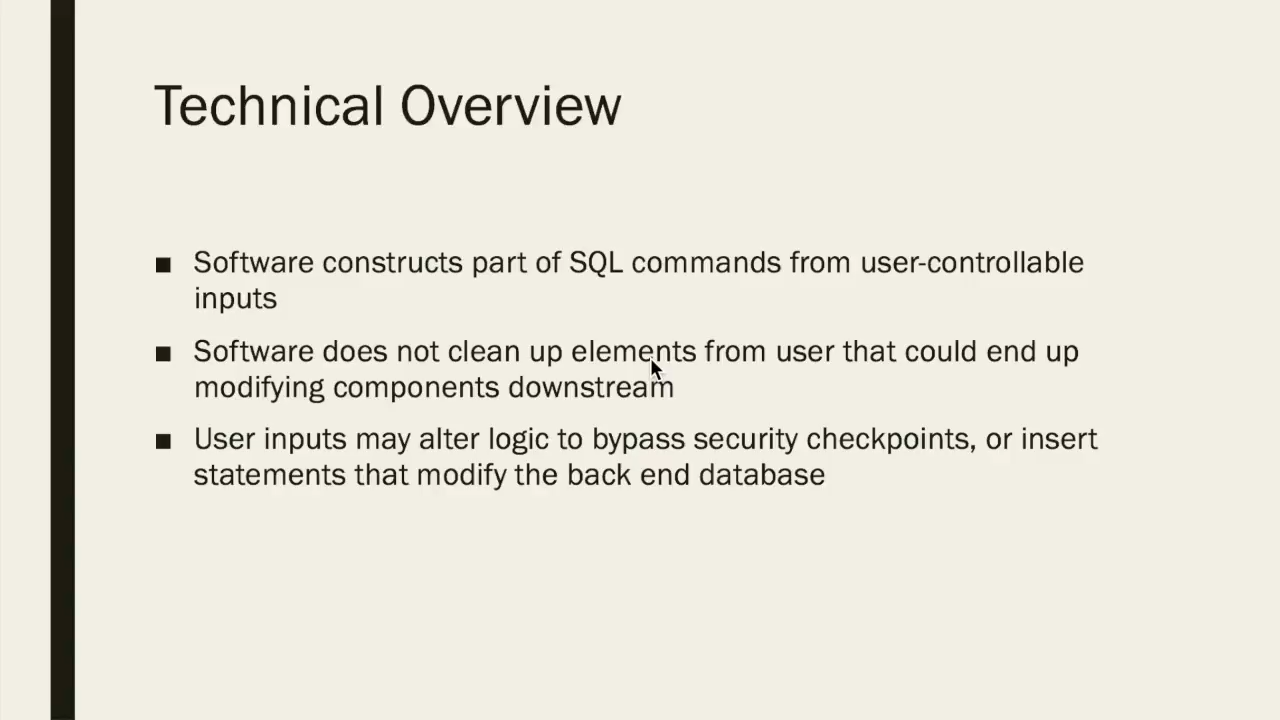 Technical Overview
■ Software constructs part of SQL commands from user-controllable
inputs
■ Software does not clean up elements from user that could end up
modifying components downstream
■ User inputs may alter logic to bypass security checkpoints, or insert
statements that modify the back end database